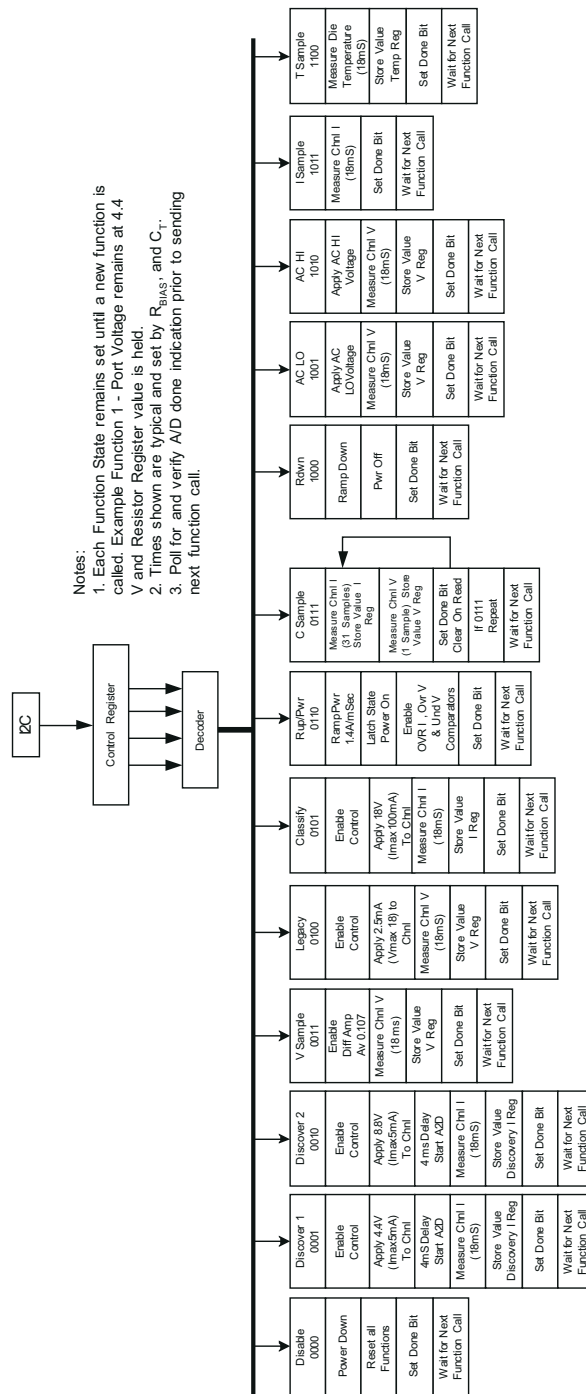 I2C
Control Register
Decoder
Notes:
1. Each Function State remains set until a new function is
called. Example Function 1 - Port Voltage remains at 4.4
V and Resistor Register value is held.
2. Times shown are typical and set by RBIAS, and CT.
3. Poll for and verify A/D done indication prior to sending
next function call.
Disable
0000
Power Down
Reset all
Functions
Set Done Bit
Wait for Next
Function Call
Discover 1
0001
Enable
Control
Apply 4.4V
(Imax5mA)
To Chnl
4mS Delay
Start A2D
Measure Chnl I
(18mS)
Store Value
Discovery I Reg
Set Done Bit
Wait for Next
Function Call
Discover 2
0010
Enable
Control
Apply 8.8V
(Imax5mA)
To Chnl
4 ms Delay
Start A2D
Measure Chnl I
(18mS)
Store Value
Discovery I Reg
Set Done Bit
Wait for Next
Function Call
V Sample
0011
Enable
Diff Amp
Av 0.107
Measure Chnl V
(18 ms)
Store Value
V Reg
Set Done Bit
Wait for Next
Function Call
Legacy
0100
Enable
Control
Apply 2.5mA
(Vmax 18) to
Chnl
Measure Chnl V
(18mS)
Store Value
V Reg
Set Done Bit
Wait for Next
Function Call
Classify
0101
Enable
Control
Apply 18V
(Imax100mA)
To Chnl
Measure Chnl I
(18mS)
Store Value
I Reg
Set Done Bit
Wait for Next
Function Call
Rup/Pwr
0110
Ramp Pwr
1.4A/mSec
Latch State
Power On
Enable
OVR I , Ovr V
& Und V
Comparators
Set Done Bit
Wait for Next
Function Call
C Sample
0111
Measure Chnl I
(31 Samples)
Store Value I
Reg
Measure Chnl V
(1 Sample) Store
Value V Reg
Set Done Bit
Clear On Read
If 0111
Repeat
Wait for Next
Function Call
Rdwn
1000
Ramp Down
Pwr Off
Set Done Bit
Wait for Next
Function Call
AC LO
1001
Apply AC
LOVoltage
Measure Chnl V
(18mS)
Store Value
V Reg
Set Done Bit
Wait for Next
Function Call
AC HI
1010
Apply AC HI
Voltage
Measure Chnl V
(18mS)
Store Value
V Reg
Set Done Bit
Wait for Next
Function Call
I Sample
1011
Measure Chnl I
(18mS)
Set Done Bit
Wait for Next
Function Call
T Sample
1100
Measure Die
Temperature
(18mS)
Store Value
Temp Reg
Set Done Bit
Wait for Next
Function Call